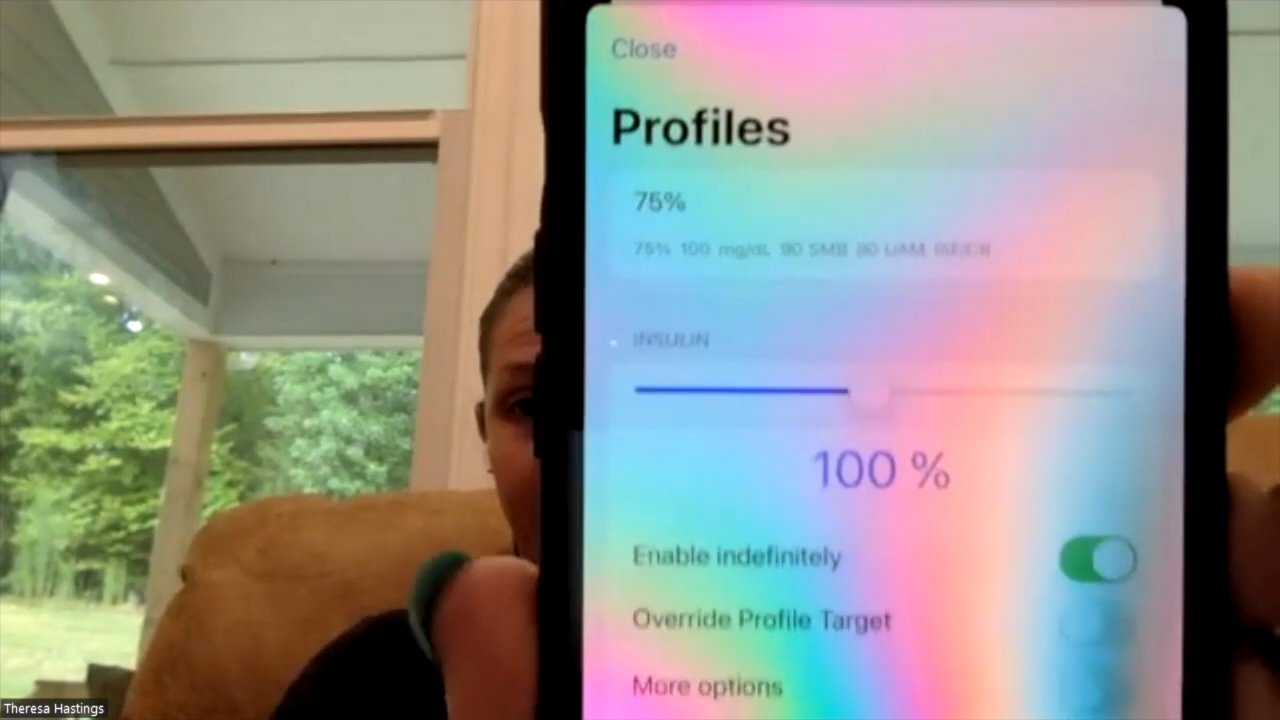 Close
Profiles
75%
75% 100 mg/dL 90 SMB 90 UAM
INSULIN
100 %
Enable indefinitely
Override Profile Target
More options
Theresa Hastings